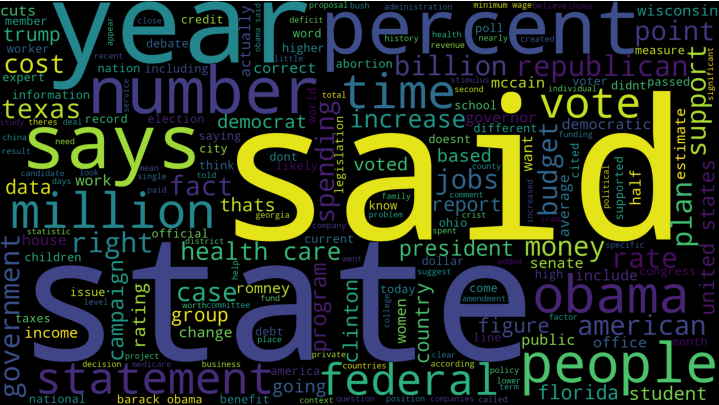 cuts
member
trump
worker
cost
expert
information
texas
close
credit
debate
nation
including
year
deficit
word
higher
actually
correct
number
democrat
record
election
saying
city
says
need
days
work
data
think
dont
likely
fact
thats
million
percent
proposal
bush
administration
obama said
history
health
revenue
nearly
created
poll
abortion
billion
republican
time
stimulus
second
total
world
school
mccain
increase
governor
different
doesnt
based
county
voted
spending
legislation
minimum wage
believe
shows
little
recent
appear
wisconsin
point
measure
voter
didnt
passed
individual
vote
democratic
funding
support
significant
estimate
want
cited
half
budget
average
supported
political
plan
said
jobs
report
family
know
comment
increased
problem
spent
crist
ohio
president
money
specific
senate
rate
united states
congress
high
include
obama
american
figure
public
office
month
line
factor
people
florida
student
country
women
college
amendment
come
today
dollar
suggest
added
went
company
current
georgia
told
paid
single
mean
candidate
look
china
result
study
theres
deal
service
statistic
house
official
right
district
health care
children
government
state
issue
level
taxes
income
campaign
rating
romney
case
worth
committee
fund
help
group
change
debt
place
program
clinton
private
countries
according
clear
policy
lower
term
federal
america
business
project
decision
medicare
statement
going
national
barack obama
benefit
context
question
position
companies
called